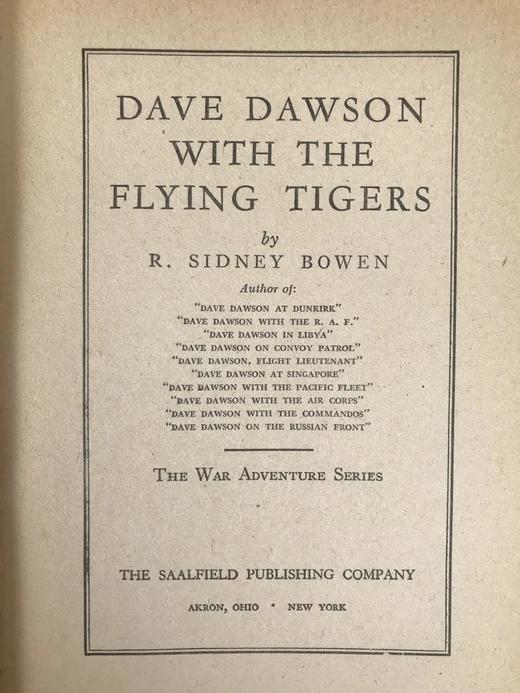 DAVE DAWSON
WITH THE
FLYING TIGERS
by
R. SIDNEY BOWEN
Author of:
"DAVE DAWSON AT DUNKIRK"
"DAVE DAWSON WITH THE R. A. F."
"DAVE DAWSON IN LIBYA"
"DAVE DAWSON ON CONVOY PATROL"
"DAVE DAWSON, FLIGHT LIEUTENANT"
"DAVE DAWSON AT SINGAPORE"
"DAVE DAWSON WITH THE PACIFIC FLEET"
"DAVE DAWSON WITH THE AIR CORPS"
"DAVE DAWSON WITH THE COMMANDOS"
"DAVE DAWSON ON THE RUSSIAN FRONT"
THE WAR ADVENTURE SERIES
THE SAALFIELD PUBLISHING COMPANY
AKRON, OHIO * NEW YORK